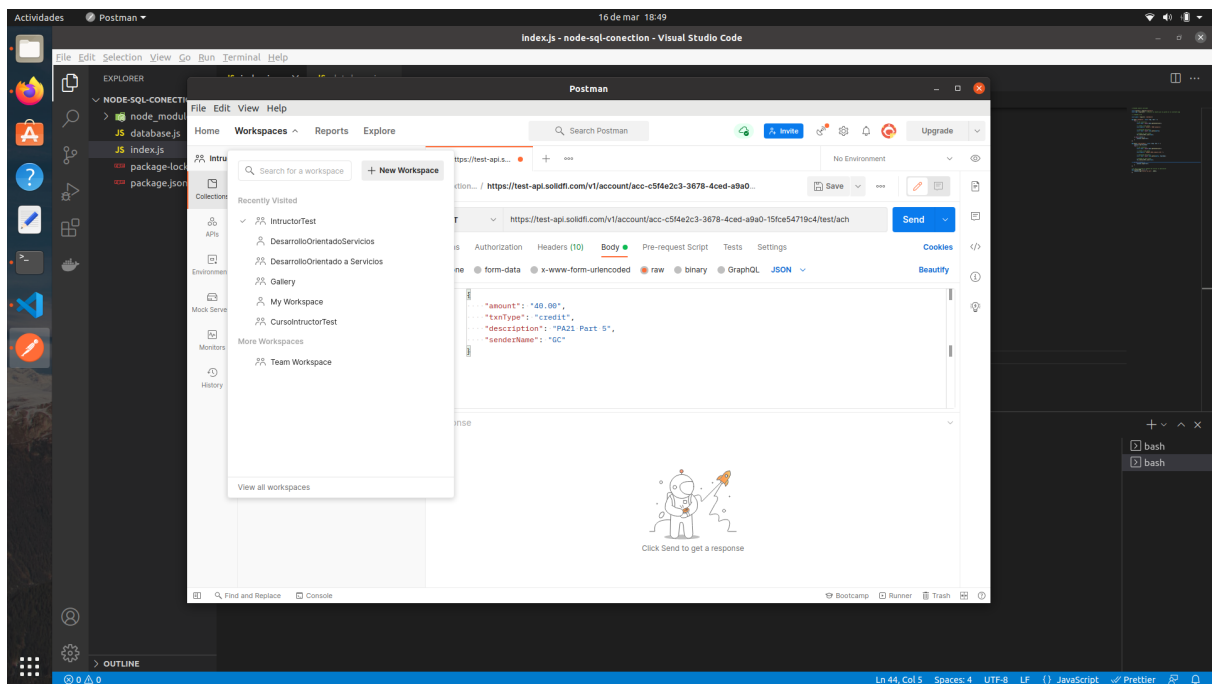 Actividades
Postman
16 de mar 18:49
index.js - node-sql-conection - Visual Studio Code
File Edit Selection View Go Run Terminal Help
EXPLORER
NODE-SQL-CONECTI
node_modul
JS database.js
JS index.js
package-lock
package.json
OUTLINE
Postman
File Edit View Help
Home Workspaces Reports Explore
Search Postman
Invite
Upgrade
Intru
Search for a workspace
+ New Workspace
Recently Visited
IntructorTest
DesarrolloOrientadoServicios
DesarrolloOrientado a Servicios
Gallery
My Workspace
CursoIntructorTest
More Workspaces
Team Workspace
View all workspaces
Collections
APIs
Environmen
Mock Serve
Monitors
History
ttps://test-api.s...
No Environment
ction... / https://test-api.solidfi.com/v1/account/acc-c5f4e2c3-3678-4ced-a9a0...
Save
T
https://test-api.solidfi.com/v1/account/acc-c5f4e2c3-3678-4ced-a9a0-15fce54719c4/test/ach
Send
Authorization Headers (10) Body Pre-request Script Tests Settings
Cookies
ne form-data x-www-form-urlencoded raw binary GraphQL JSON
Beautify
"amount": "40.00",
"txnType": "credit",
"description": "PA21 Part 5",
"senderName": "GC"
onse
Click Send to get a response
Find and Replace Console
Bootcamp Runner Trash
bash
bash
0 0
Ln 44, Col 5 Spaces: 4 UTF-8 LF {} JavaScript Prettier